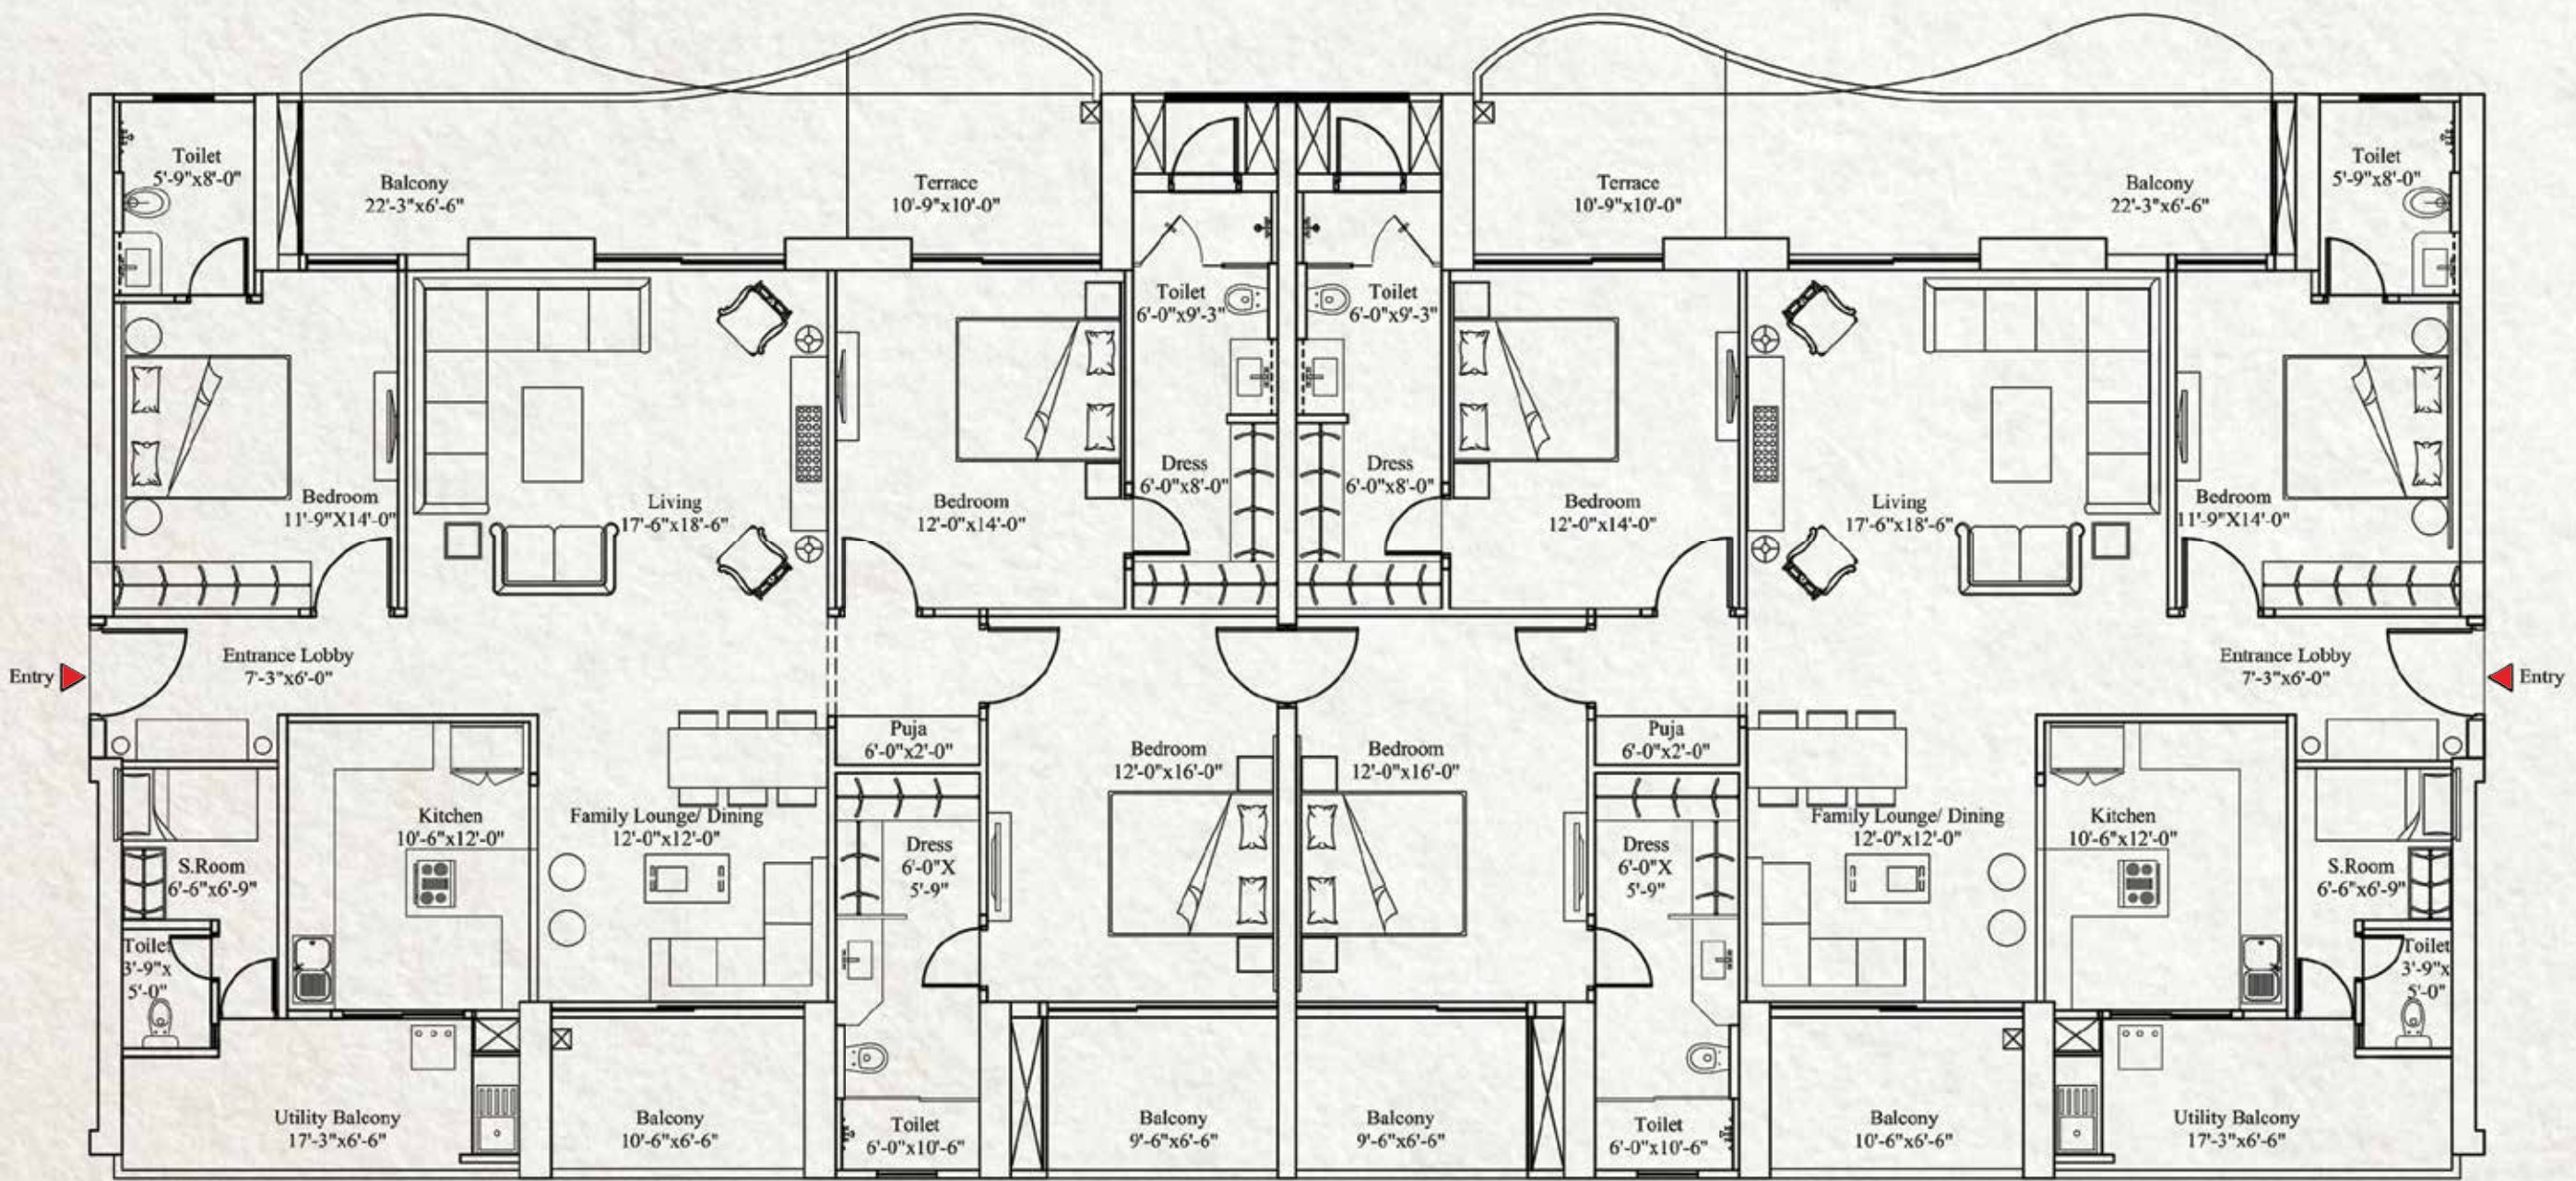 Toilet
5'-9"x8'-0"
Balcony
22'-3"x6'-6"
Terrace
10'-9"x10'-0"
Terrace
10'-9"x10'-0"
Balcony
22'-3"x6'-6"
Toilet
5'-9"x8'-0"
Toilet
6'-0"x9'-3"
Toilet
6'-0"x9'-3"
Bedroom
11'-9"X14'-0"
Living
17'-6"x18'-6"
Bedroom
12'-0"x14'-0"
Dress
6'-0"x8'-0"
Dress
6'-0"x8'-0"
Bedroom
12'-0"x14'-0"
Living
17'-6"x18'-6"
Bedroom
11'-9"X14'-0"
Entry
Entrance Lobby
7'-3"x6'-0"
Entrance Lobby
7'-3"x6'-0"
Entry
Puja
6'-0"x2'-0"
Bedroom
12'-0"x16'-0"
Bedroom
12'-0"x16'-0"
Puja
6'-0"x2'-0"
S.Room
6'-6"x6'-9"
Kitchen
10'-6"x12'-0"
Family Lounge/ Dining
12'-0"x12'-0"
Dress
6'-0"X
5'-9"
Dress
6'-0"X
5'-9"
Family Lounge/ Dining
12'-0"x12'-0"
Kitchen
10'-6"x12'-0"
S.Room
6'-6"x6'-9"
Toilet
3'-9"x
5'-0"
Toilet
3'-9"x
5'-0"
Utility Balcony
17'-3"x6'-6"
Balcony
10'-6"x6'-6"
Toilet
6'-0"x10'-6"
Balcony
9'-6"x6'-6"
Balcony
9'-6"x6'-6"
Toilet
6'-0"x10'-6"
Balcony
10'-6"x6'-6"
Utility Balcony
17'-3"x6'-6"